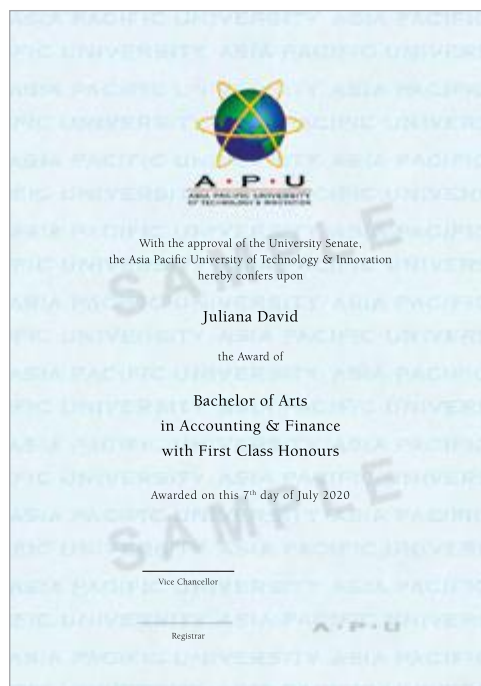 A · P · U
ASIA PACIFIC UNIVERSITY
OF TECHNOLOGY & INNOVATION
With the approval of the University Senate,
the Asia Pacific University of Technology & Innovation
hereby confers upon
Juliana David
the Award of
Bachelor of Arts
in Accounting & Finance
with First Class Honours
Awarded on this 7th day of July 2020
SAMPLE
SAMPLE
Vice Chancellor
Registrar
A · P · U